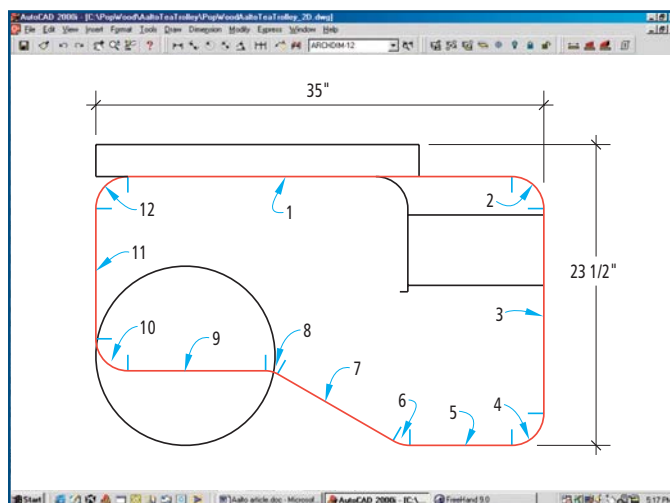 AutoCAD 2000i - [C:\PopWood\AaltoTeaTrolley\PopWoodAaltoTeaTrolley_2D.dwg]
File Edit View Insert Format Tools Draw Dimension Modify Express Window Help
ARCHDIM-12
35"
12
1
2
11
23 1/2"
3
10
9
8
7
6
5
4
Start
Aalto article.doc - Microsof...
AutoCAD 2000i - [C:\...
FreeHand 9.0